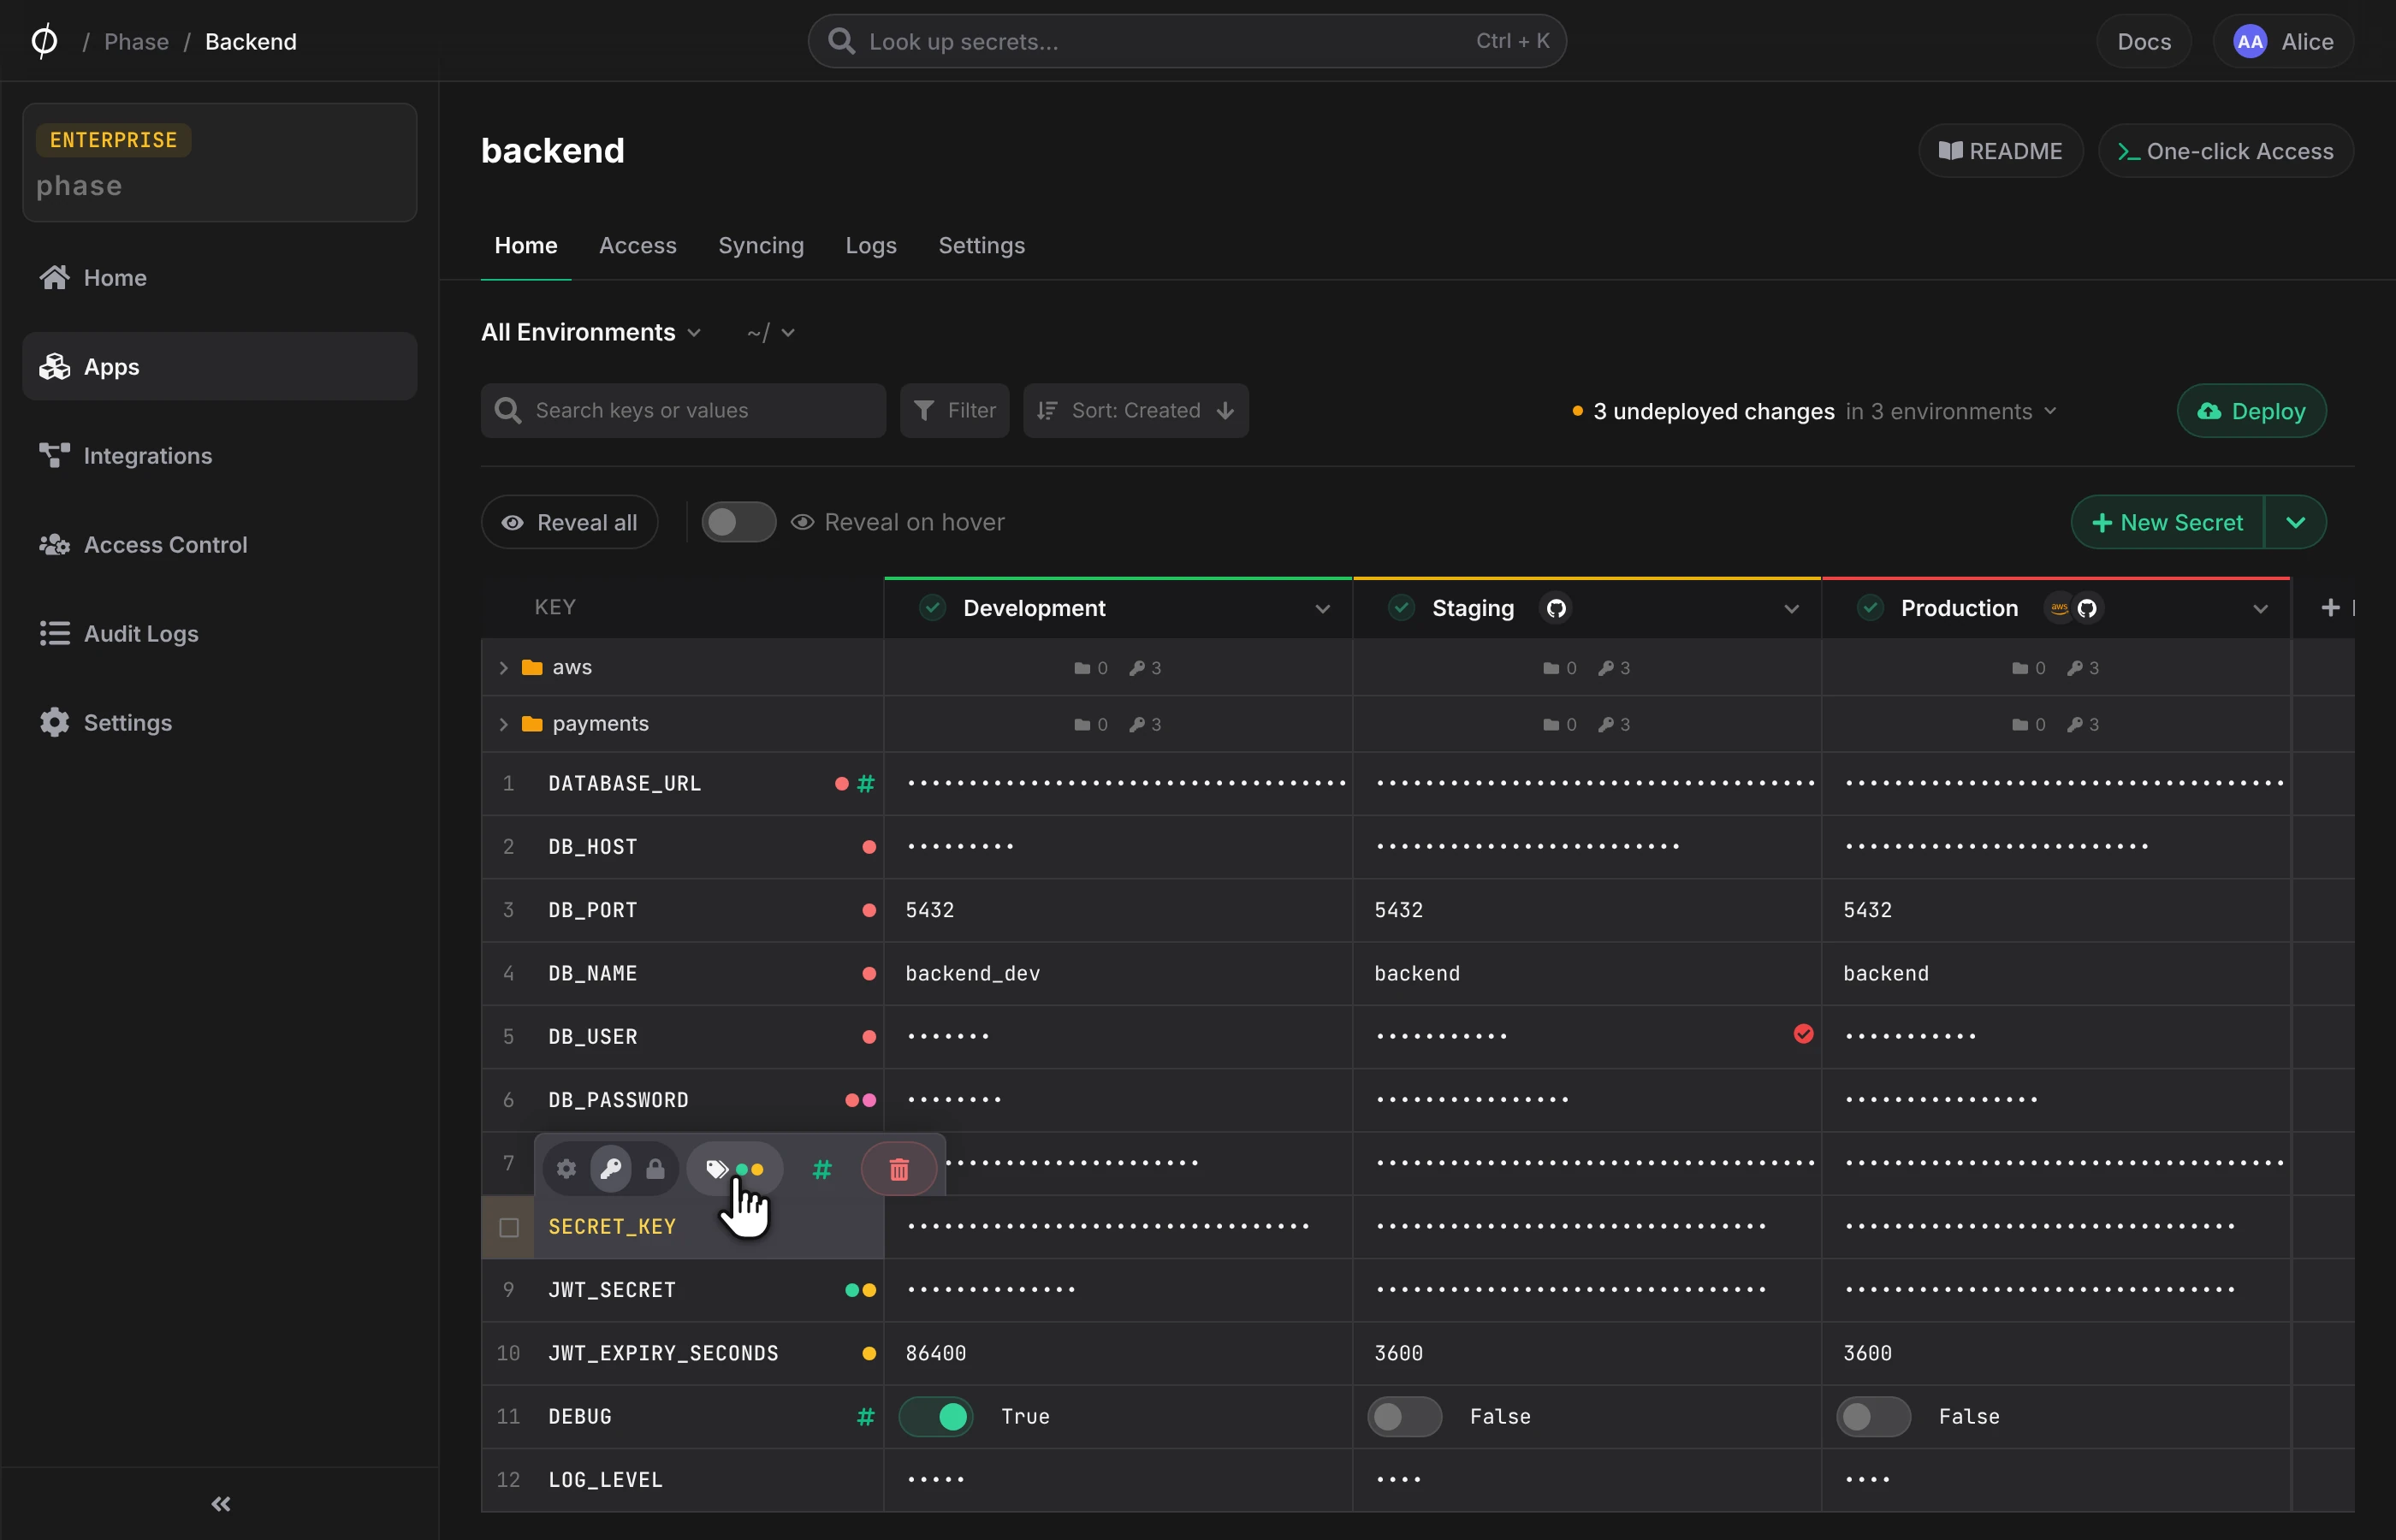 / Phase / Backend
Look up secrets...
Ctrl + K
Docs
AA Alice
ENTERPRISE
phase
Home
Apps
Integrations
Access Control
Audit Logs
Settings
backend
README
One-click Access
Home
Access
Syncing
Logs
Settings
All Environments
~/
Search keys or values
Filter
Sort: Created
3 undeployed changes in 3 environments
Deploy
Reveal all
Reveal on hover
New Secret
KEY Development Staging aws Production
aws 0 3 0 3 0 3
payments 0 3 0 3 0 3
1 DATABASE_URL #
2 DB_HOST
3 DB_PORT 5432 5432 5432
4 DB_NAME backend_dev backend backend
5 DB_USER
6 DB_PASSWORD
7 #
SECRET_KEY
9 JWT_SECRET
10 JWT_EXPIRY_SECONDS 86400 3600 3600
11 DEBUG # True False False
12 LOG_LEVEL